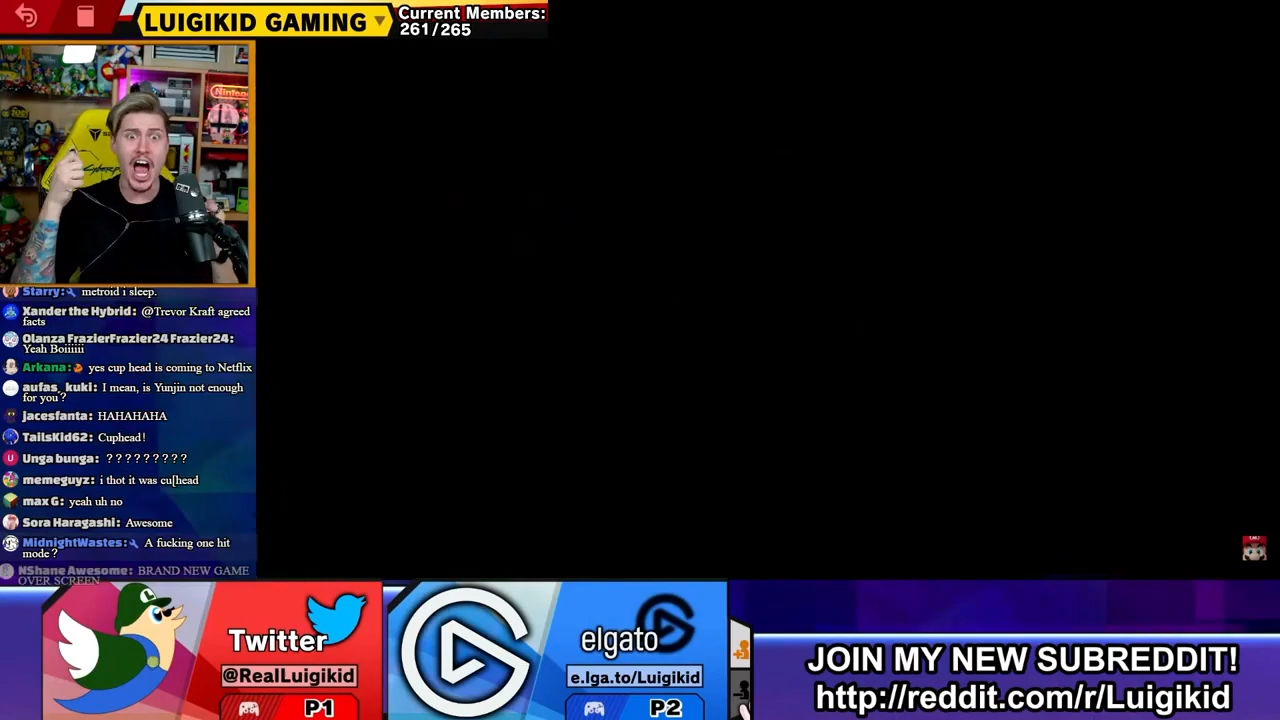 LUIGIKID GAMING
Current Members:
261/265
Nintendo
Starry: metroid i sleep.
Xander the Hybrid: @Trevor Kraft agreed
facts
Olanza FrazierFrazier24 Frazier24:
Yeah Boiiiiii
Arkana: yes cup head is coming to Netflix
aufas_kuki: I mean, is Yunjin not enough
for you?
jacesfanta: HAHAHAHA
TailsKid62: Cuphead!
Unga bunga: ?????????
memeguyz: i thot it was cu[head
max G: yeah uh no
Sora Haragashi: Awesome
MidnightWastes: A fucking one hit
mode?
NShane Awesome: BRAND NEW GAME
OVER SCREEN
Twitter
@RealLuigikid
P1
elgato
e.lga.to/Luigikid
P2
JOIN MY NEW SUBREDDIT!
http://reddit.com/r/Luigikid